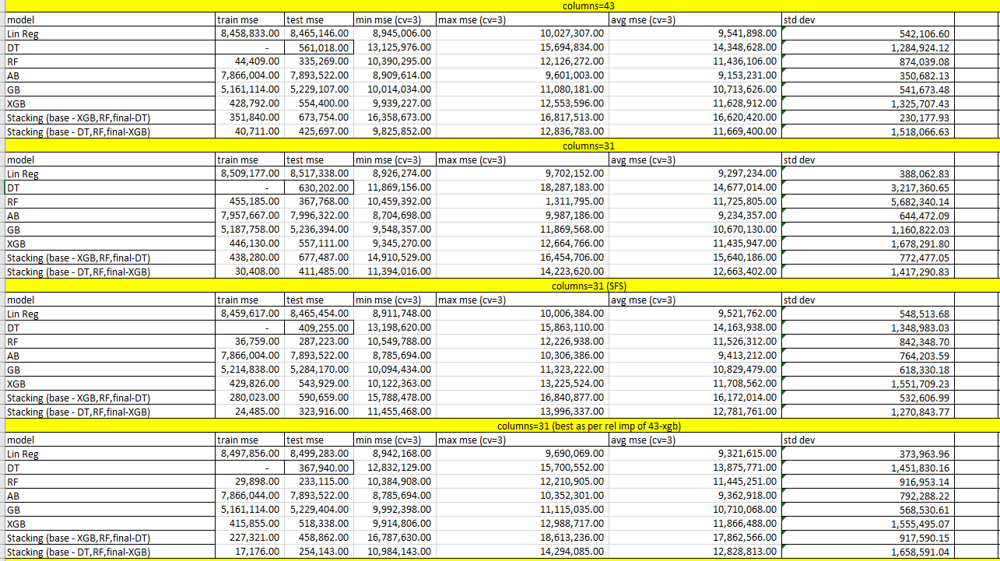 columns=43
model train mse test mse min mse (cv=3) max mse (cv=3) avg mse (cv=3) std dev
Lin Reg 8,458,833.00 8,465,146.00 8,945,006.00 10,027,307.00 9,541,898.00 542,106.60
DT - 561,018.00 13,125,976.00 15,694,834.00 14,348,628.00 1,284,924.12
RF 44,409.00 335,269.00 10,390,295.00 12,126,272.00 11,436,106.00 874,039.08
AB 7,866,004.00 7,893,522.00 8,909,614.00 9,601,003.00 9,153,231.00 350,682.13
GB 5,161,114.00 5,229,107.00 10,014,034.00 11,080,181.00 10,713,626.00 541,673.48
XGB 428,792.00 554,400.00 9,939,227.00 12,553,596.00 11,628,912.00 1,325,707.43
Stacking (base - XGB,RF,final-DT) 351,840.00 673,754.00 16,358,673.00 16,817,513.00 16,620,420.00 230,177.93
Stacking (base - DT,RF,final-XGB) 40,711.00 425,697.00 9,825,852.00 12,836,783.00 11,669,400.00 1,518,066.63
columns=31
model train mse test mse min mse (cv=3) max mse (cv=3) avg mse (cv=3) std dev
Lin Reg 8,509,177.00 8,517,338.00 8,926,274.00 9,702,152.00 9,297,234.00 388,062.83
DT - 630,202.00 11,869,156.00 18,287,183.00 14,677,014.00 3,217,360.65
RF 455,185.00 367,768.00 10,459,392.00 1,311,795.00 11,725,805.00 5,682,340.14
AB 7,957,667.00 7,996,322.00 8,704,698.00 9,987,186.00 9,234,357.00 644,472.09
GB 5,187,758.00 5,236,394.00 9,548,357.00 11,869,568.00 10,670,130.00 1,160,822.03
XGB 446,130.00 557,111.00 9,345,270.00 12,664,766.00 11,435,947.00 1,678,291.80
Stacking (base - XGB,RF,final-DT) 438,280.00 677,487.00 14,910,529.00 16,454,706.00 15,640,186.00 772,477.05
Stacking (base - DT,RF,final-XGB) 30,408.00 411,485.00 11,394,016.00 14,223,620.00 12,663,402.00 1,417,290.83
columns=31 (SFS)
model train mse test mse min mse (cv=3) max mse (cv=3) avg mse (cv=3) std dev
Lin Reg 8,459,617.00 8,465,454.00 8,911,748.00 10,006,384.00 9,521,762.00 548,513.68
DT - 409,255.00 13,198,620.00 15,863,110.00 14,163,938.00 1,348,983.03
RF 36,759.00 287,223.00 10,549,788.00 12,226,938.00 11,526,312.00 842,348.70
AB 7,866,004.00 7,893,522.00 8,785,694.00 10,306,386.00 9,413,212.00 764,203.59
GB 5,214,838.00 5,284,170.00 10,094,434.00 11,323,222.00 10,829,479.00 618,330.18
XGB 429,826.00 543,929.00 10,122,363.00 13,225,524.00 11,708,562.00 1,551,709.23
Stacking (base - XGB,RF,final-DT) 280,023.00 590,659.00 15,788,478.00 16,840,877.00 16,172,014.00 532,606.99
Stacking (base - DT,RF,final-XGB) 24,485.00 323,916.00 11,455,468.00 13,996,337.00 12,781,761.00 1,270,843.77
columns=31 (best as per rel imp of 43-xgb)
model train mse test mse min mse (cv=3) max mse (cv=3) avg mse (cv=3) std dev
Lin Reg 8,497,856.00 8,499,283.00 8,942,168.00 9,690,069.00 9,321,615.00 373,963.96
DT - 367,940.00 12,832,129.00 15,700,552.00 13,875,771.00 1,451,830.16
RF 29,898.00 233,115.00 10,384,908.00 12,210,905.00 11,445,251.00 916,953.14
AB 7,866,044.00 7,893,522.00 8,785,694.00 10,352,301.00 9,362,918.00 792,288.22
GB 5,161,114.00 5,229,404.00 9,992,398.00 11,115,035.00 10,710,068.00 568,530.61
XGB 415,855.00 518,338.00 9,914,806.00 12,988,717.00 11,866,488.00 1,555,495.07
Stacking (base - XGB,RF,final-DT) 227,321.00 458,862.00 16,787,630.00 18,613,236.00 17,862,566.00 917,590.15
Stacking (base - DT,RF,final-XGB) 17,176.00 254,143.00 10,984,143.00 14,294,085.00 12,828,813.00 1,658,591.04